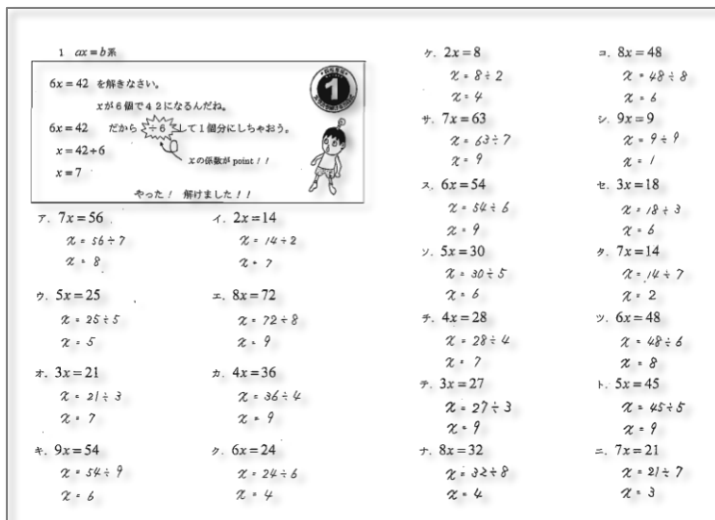 1 ax=b系
6x=42 を解きなさい。
xが6個で42になるんだね。
6x=42 だから ÷6 して1個分にしちゃおう。
x=42÷6
xの係数がpoint!!
x=7
やった! 解けました!!
1
ア. 7x=56
x=56÷7
x=8
イ. 2x=14
x=14÷2
x=7
ウ. 5x=25
x=25÷5
x=5
エ. 8x=72
x=72÷8
x=9
オ. 3x=21
x=21÷3
x=7
カ. 4x=36
x=36÷4
x=9
キ. 9x=54
x=54÷9
x=6
ク. 6x=24
x=24÷6
x=4
ケ. 2x=8
x=8÷2
x=4
コ. 8x=48
x=48÷8
x=6
サ. 7x=63
x=63÷7
x=9
シ. 9x=9
x=9÷9
x=1
ス. 6x=54
x=54÷6
x=9
セ. 3x=18
x=18÷3
x=6
ソ. 5x=30
x=30÷5
x=6
タ. 7x=14
x=14÷7
x=2
チ. 4x=28
x=28÷4
x=7
ツ. 6x=48
x=48÷6
x=8
テ. 3x=27
x=27÷3
x=9
ト. 5x=45
x=45÷5
x=9
ナ. 8x=32
x=32÷8
x=4
ニ. 7x=21
x=21÷7
x=3